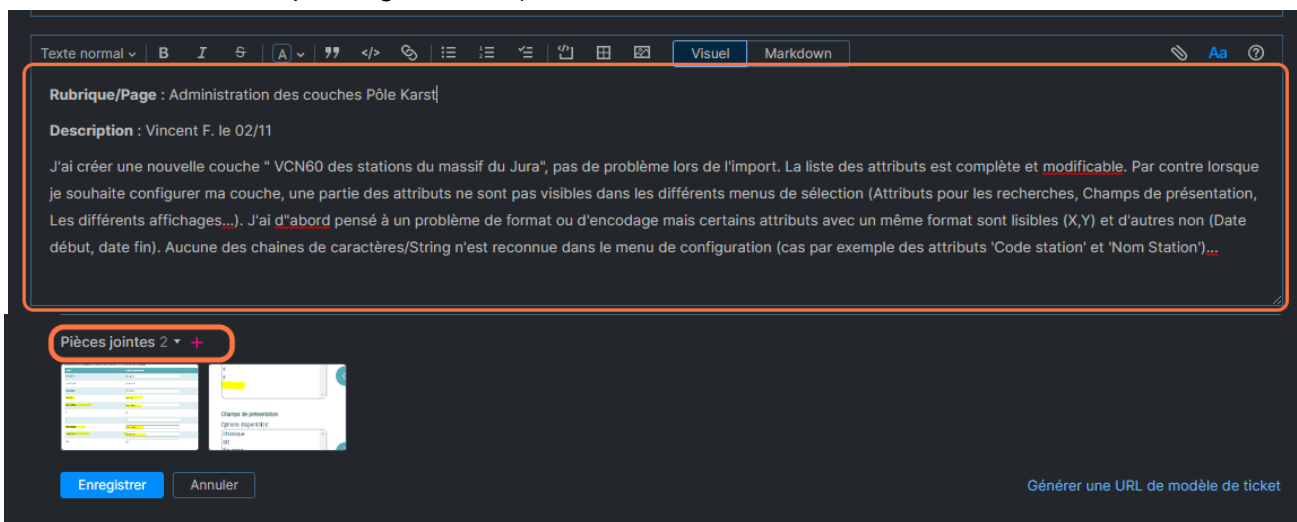 Texte normal B I S A </> Visuel Markdown Aa ?
Rubrique/Page : Administration des couches Pôle Karst
Description : Vincent F. le 02/11
J'ai créer une nouvelle couche " VCN60 des stations du massif du Jura", pas de problème lors de l'import. La liste des attributs est complète et modificable. Par contre lorsque
je souhaite configurer ma couche, une partie des attributs ne sont pas visibles dans les différents menus de sélection (Attributs pour les recherches, Champs de présentation,
Les différents affichages...). J'ai d"abord pensé à un problème de format ou d'encodage mais certains attributs avec un même format sont lisibles (X,Y) et d'autres non (Date
début, date fin). Aucune des chaines de caractères/String n'est reconnue dans le menu de configuration (cas par exemple des attributs 'Code station' et 'Nom Station')...
Pièces jointes 2 +
Champs de présentation
Options disponibles
Chronique
Enregistrer Annuler Générer une URL de modèle de ticket